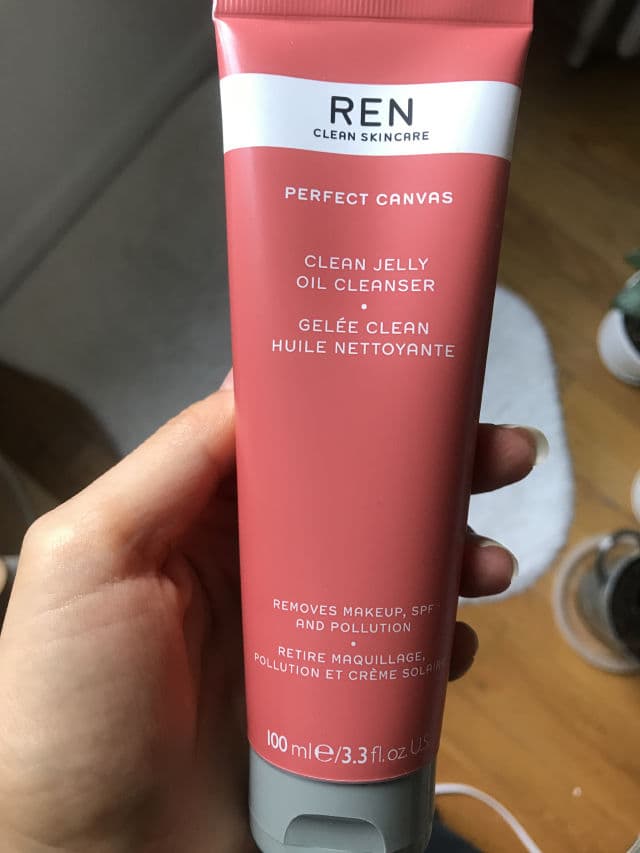 REN
CLEAN SKINCARE
PERFECT CANVAS
CLEAN JELLY
OIL CLEANSER
•
GELÉE CLEAN
HUILE NETTOYANTE
REMOVES MAKEUP, SPF
AND POLLUTION
•
RETIRE MAQUILLAGE,
POLLUTION ET CRÈME SOLAIRE
100 ml e/3.3 fl. oz. U.S.